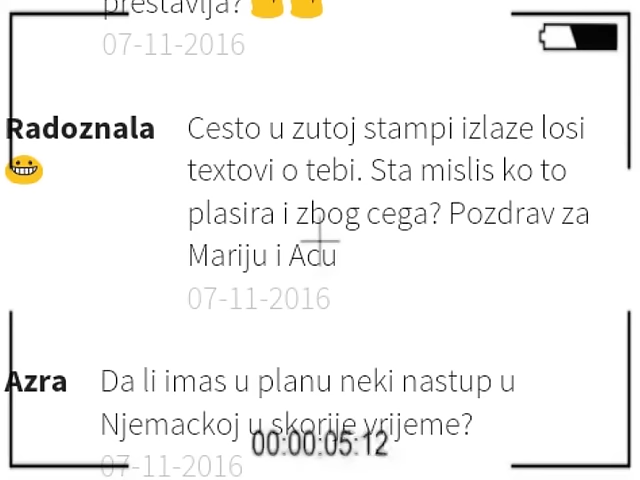 prestavlja?
07-11-2016
Radoznala
Cesto u zutoj stampi izlaze losi
textovi o tebi. Sta mislis ko to
plasira i zbog cega? Pozdrav za
Mariju i Acu
07-11-2016
Azra
Da li imas u planu neki nastup u
Njemackoj u skorije vrijeme?
00:00:05:12
07-11-2016